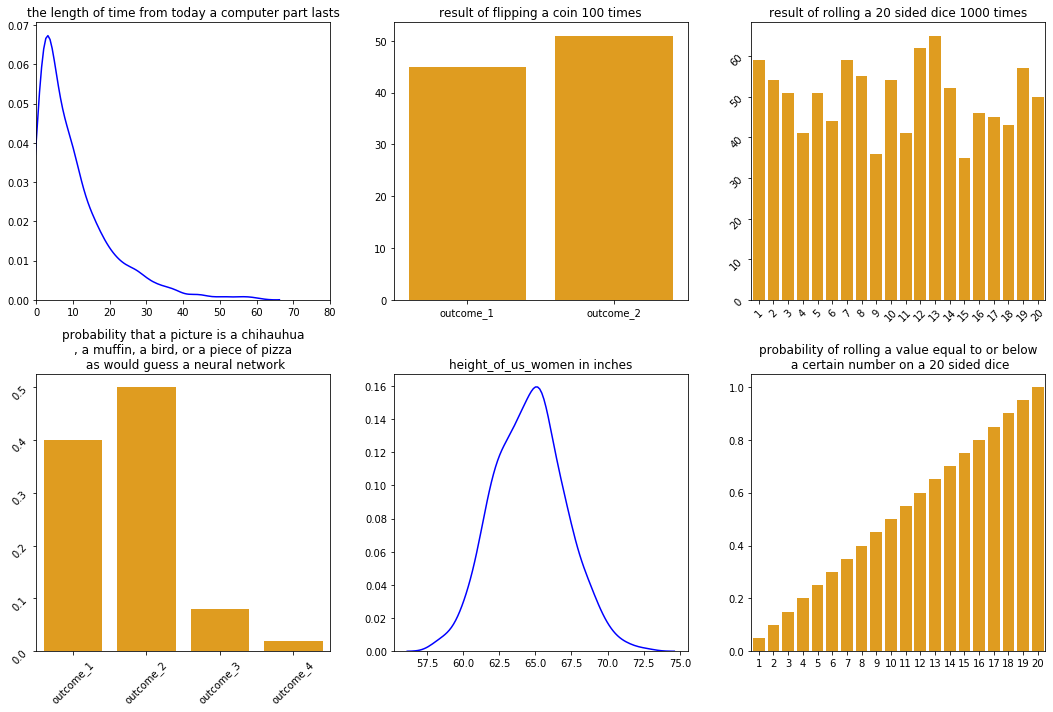 the length of time from today a computer part lasts
0.07
0.06
0.05
0.04
0.03
0.02
0.01
0.00
0 10 20 30 40 50 60 70 80
result of flipping a coin 100 times
50
40
30
20
10
0
outcome_1 outcome_2
result of rolling a 20 sided dice 1000 times
60
50
40
30
20
10
0
1 2 3 4 5 6 7 8 9 10 11 12 13 14 15 16 17 18 19 20
probability that a picture is a chihauhua
, a muffin, a bird, or a piece of pizza
as would guess a neural network
0.5
0.4
0.3
0.2
0.1
0.0
outcome_1 outcome_2 outcome_3 outcome_4
height_of_us_women in inches
0.16
0.14
0.12
0.10
0.08
0.06
0.04
0.02
0.00
57.5 60.0 62.5 65.0 67.5 70.0 72.5 75.0
probability of rolling a value equal to or below
a certain number on a 20 sided dice
1.0
0.8
0.6
0.4
0.2
0.0
1 2 3 4 5 6 7 8 9 10 11 12 13 14 15 16 17 18 19 20